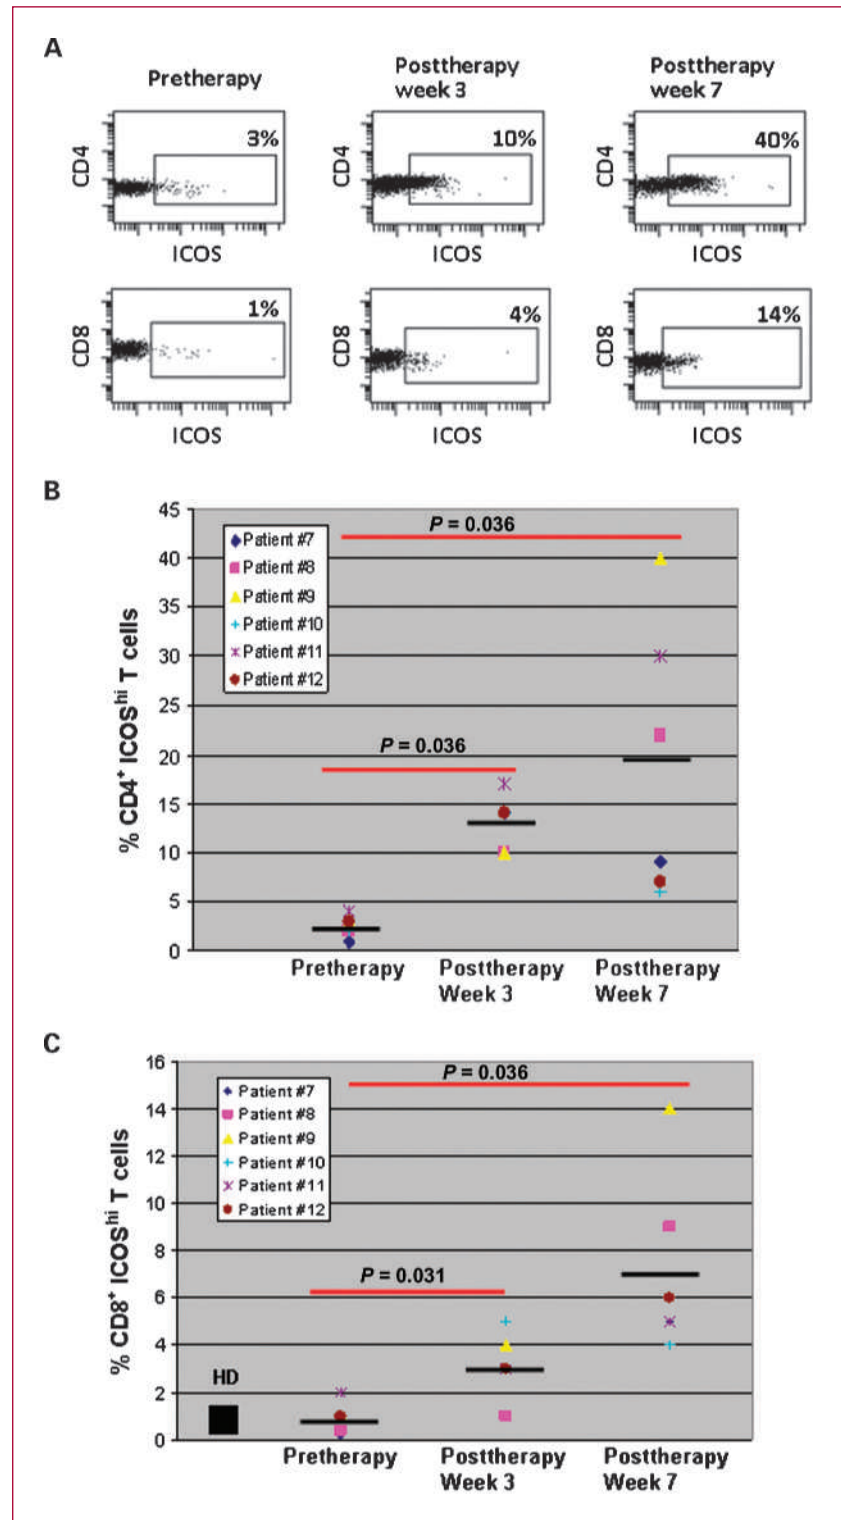 A
Pretherapy
Posttherapy
week 3
Posttherapy
week 7
3%
10%
40%
CD4
CD4
CD4
ICOS
ICOS
ICOS
1%
4%
14%
CD8
CD8
CD8
ICOS
ICOS
ICOS
B
45
40
35
30
25
20
15
10
5
0
% CD4+ ICOShi T cells
Patient #7
Patient #8
Patient #9
Patient #10
Patient #11
Patient #12
P = 0.036
P = 0.036
Pretherapy
Posttherapy
Week 3
Posttherapy
Week 7
C
16
14
12
10
8
6
4
2
0
% CD8+ ICOShi T cells
Patient #7
Patient #8
Patient #9
Patient #10
Patient #11
Patient #12
P = 0.036
P = 0.031
HD
Pretherapy
Posttherapy
Week 3
Posttherapy
Week 7